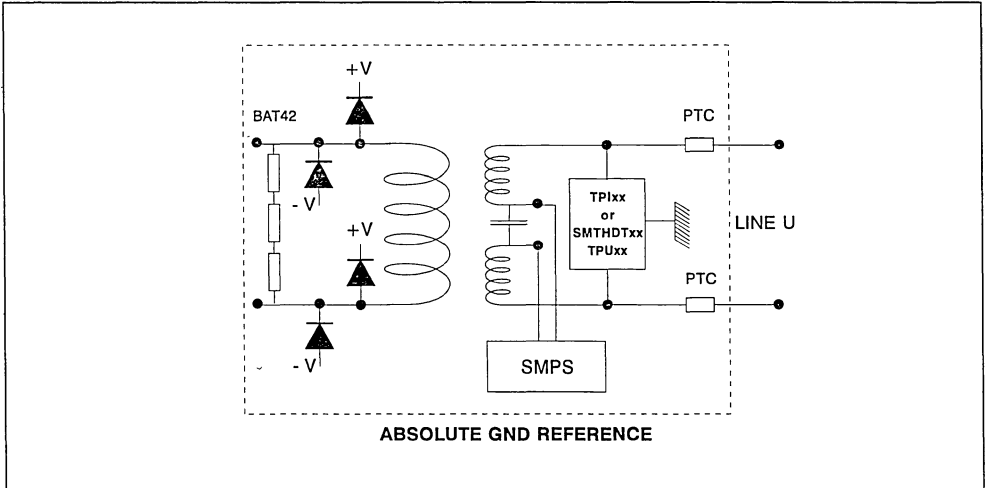 +V
BAT42
PTC
- V
TPIxx
or
SMTHDTxx
TPUxx
LINE U
+V
PTC
- V
SMPS
ABSOLUTE GND REFERENCE